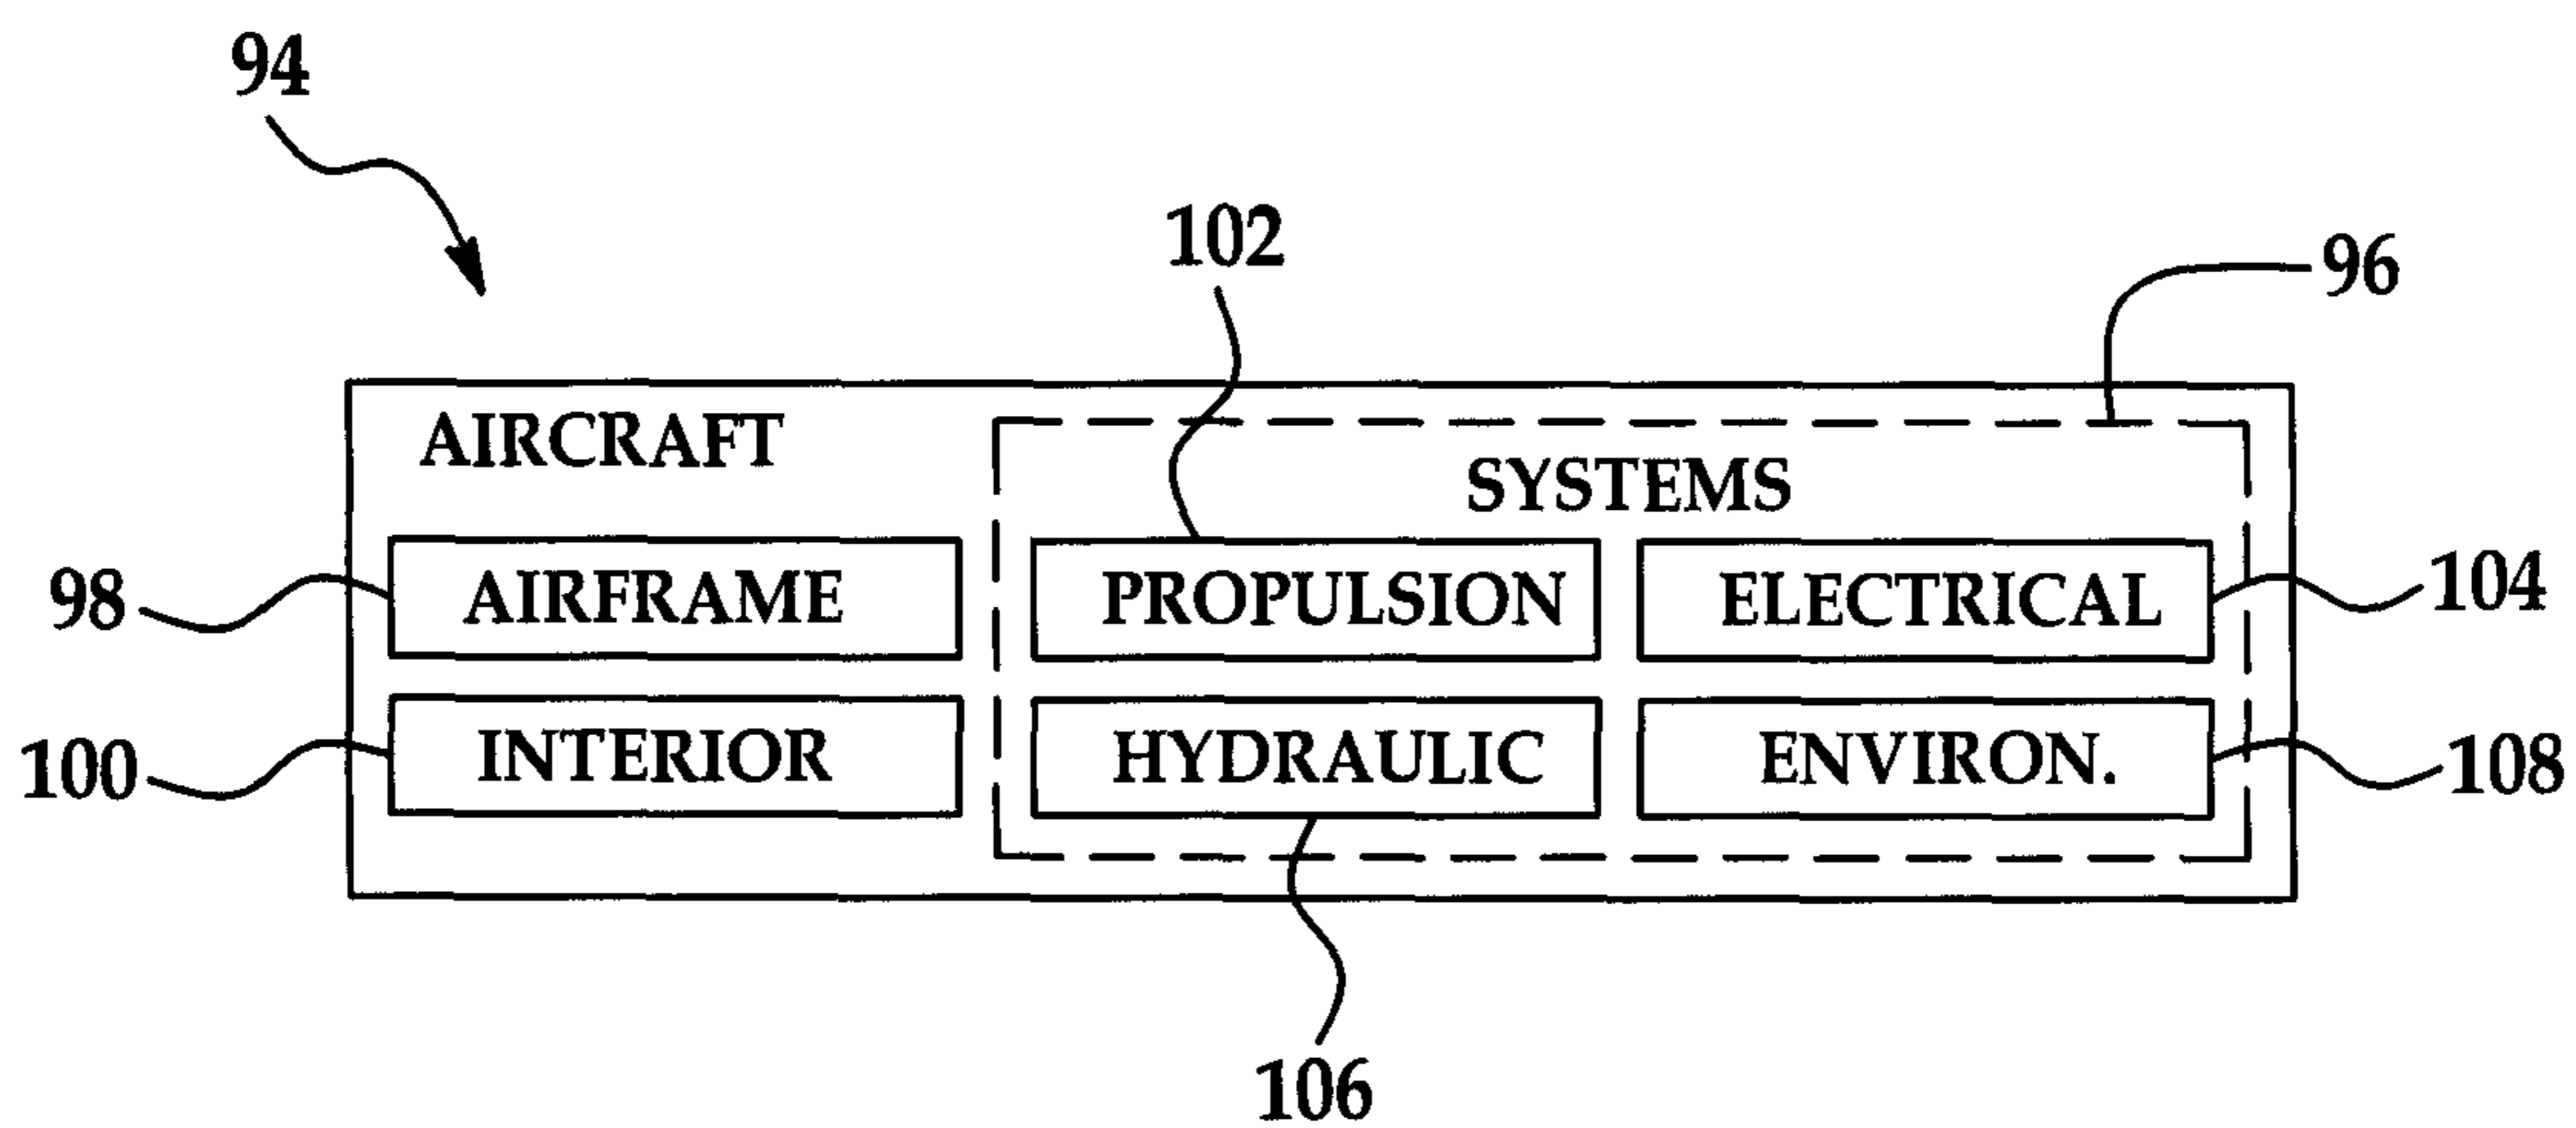 94
102
96
AIRCRAFT
SYSTEMS
98
AIRFRAME
PROPULSION
ELECTRICAL
104
100
INTERIOR
HYDRAULIC
ENVIRON.
108
106